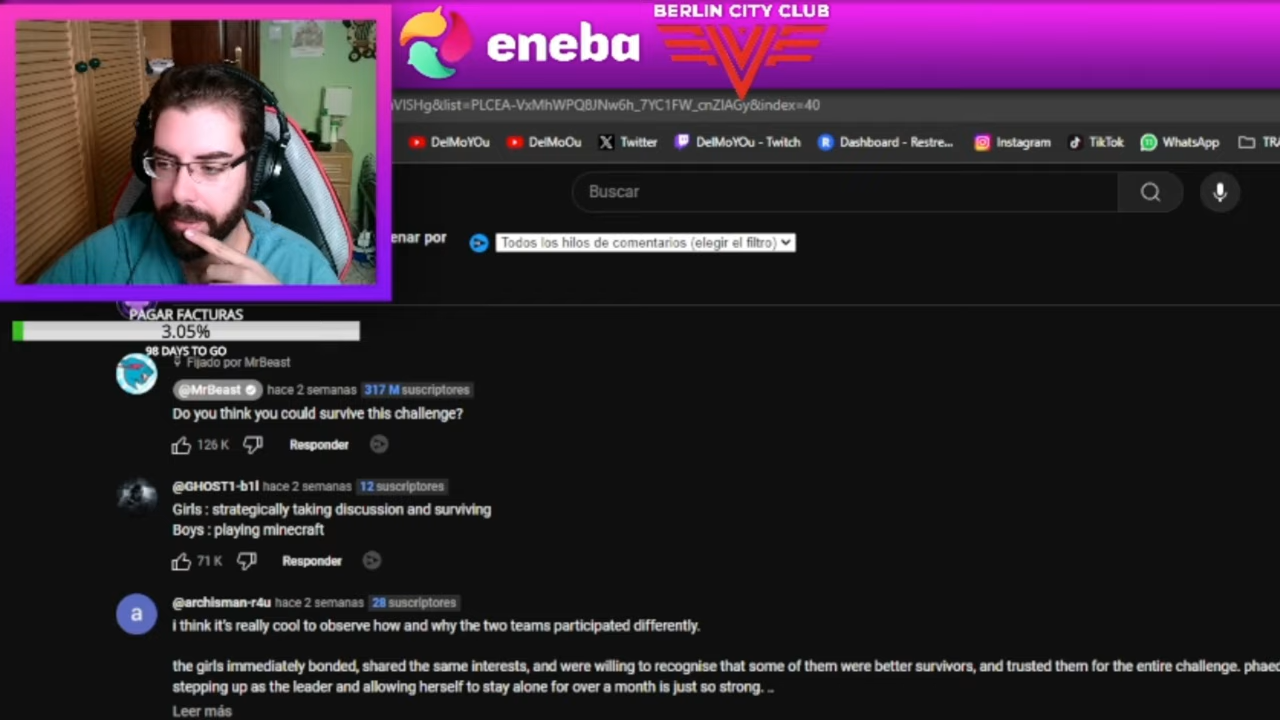 BERLIN CITY CLUB
eneba
VISHg&list=PLCEA-VxMhWPQ8JNw6h_7YC1FW_cnZIAGy&index=40
DelMoYOu
DelMoOu
Twitter
DelMoYOu - Twitch
Dashboard - Restre...
Instagram
TikTok
WhatsApp
Buscar
enar por
Todos los hilos de comentarios (elegir el filtro)
PAGAR FACTURAS
3.05%
98 DAYS TO GO
Fijado por MrBeast
@MrBeast hace 2 semanas 317 M suscriptores
Do you think you could survive this challenge?
126 K Responder
@GHOST1-b1l hace 2 semanas 12 suscriptores
Girls : strategically taking discussion and surviving
Boys : playing minecraft
71 K Responder
a
@archisman-r4u hace 2 semanas 28 suscriptores
i think it's really cool to observe how and why the two teams participated differently.
the girls immediately bonded, shared the same interests, and were willing to recognise that some of them were better survivors, and trusted them for the entire challenge. phaed
stepping up as the leader and allowing herself to stay alone for over a month is just so strong. ..
Leer más